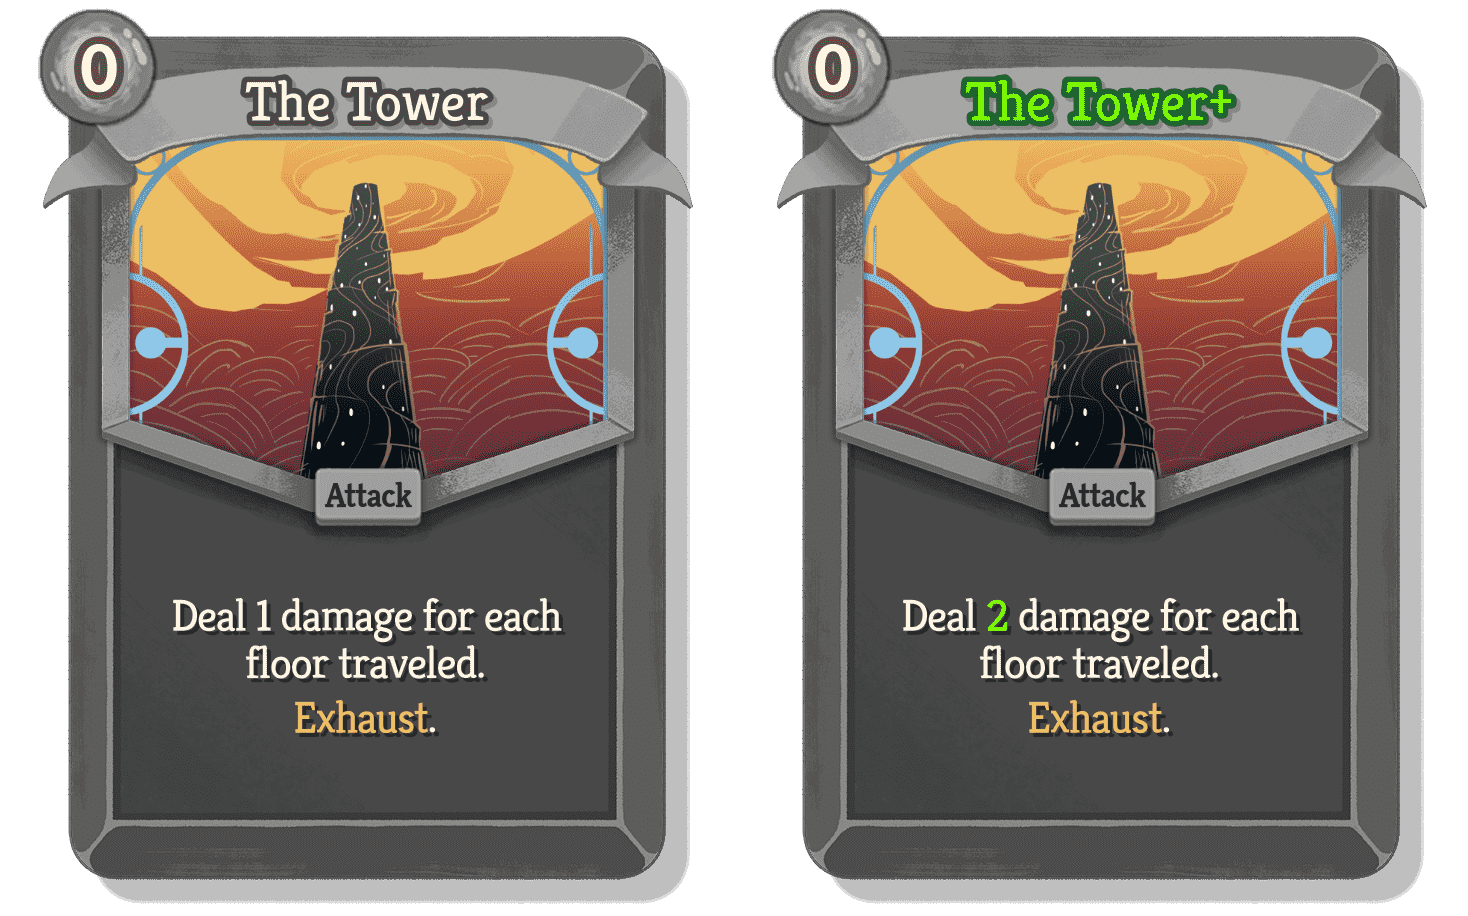 0
The Tower
Attack
Deal 1 damage for each
floor traveled.
Exhaust.
0
The Tower+
Attack
Deal 2 damage for each
floor traveled.
Exhaust.